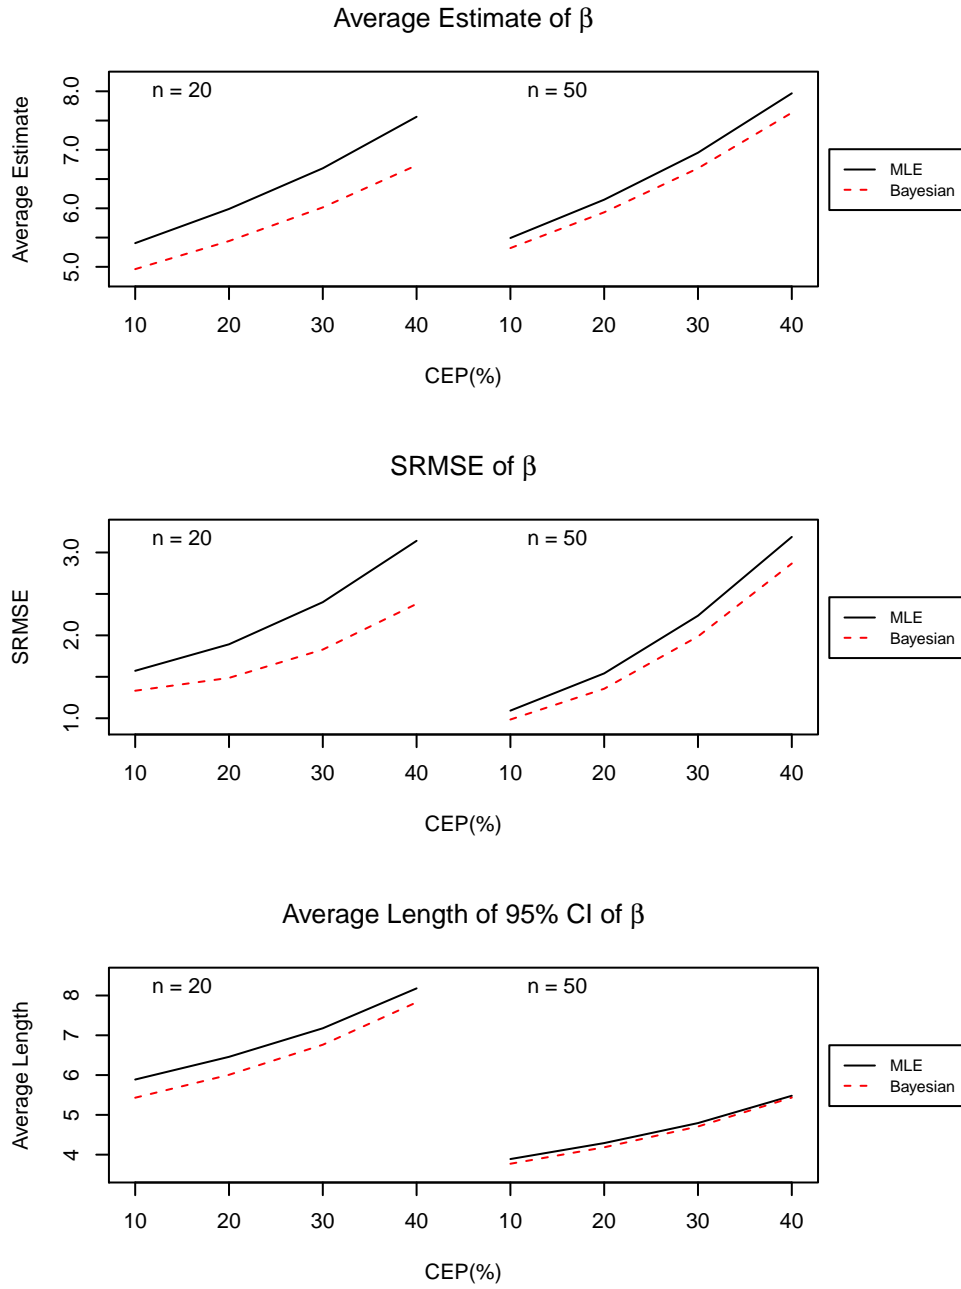 Average Estimate of β
Average Estimate
8.0
7.0
6.0
5.0
n = 20
n = 50
10 20 30 40 10 20 30 40
CEP(%)
MLE
Bayesian
SRMSE of β
SRMSE
3.0
2.0
1.0
n = 20
n = 50
10 20 30 40 10 20 30 40
CEP(%)
MLE
Bayesian
Average Length of 95% CI of β
Average Length
8
7
6
5
4
n = 20
n = 50
10 20 30 40 10 20 30 40
CEP(%)
MLE
Bayesian